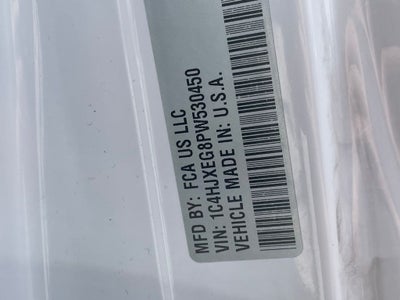 MFD BY: FCA US LLC
VIN: 1C4HJXEG8PW530450
VEHICLE MADE IN: U.S.A.